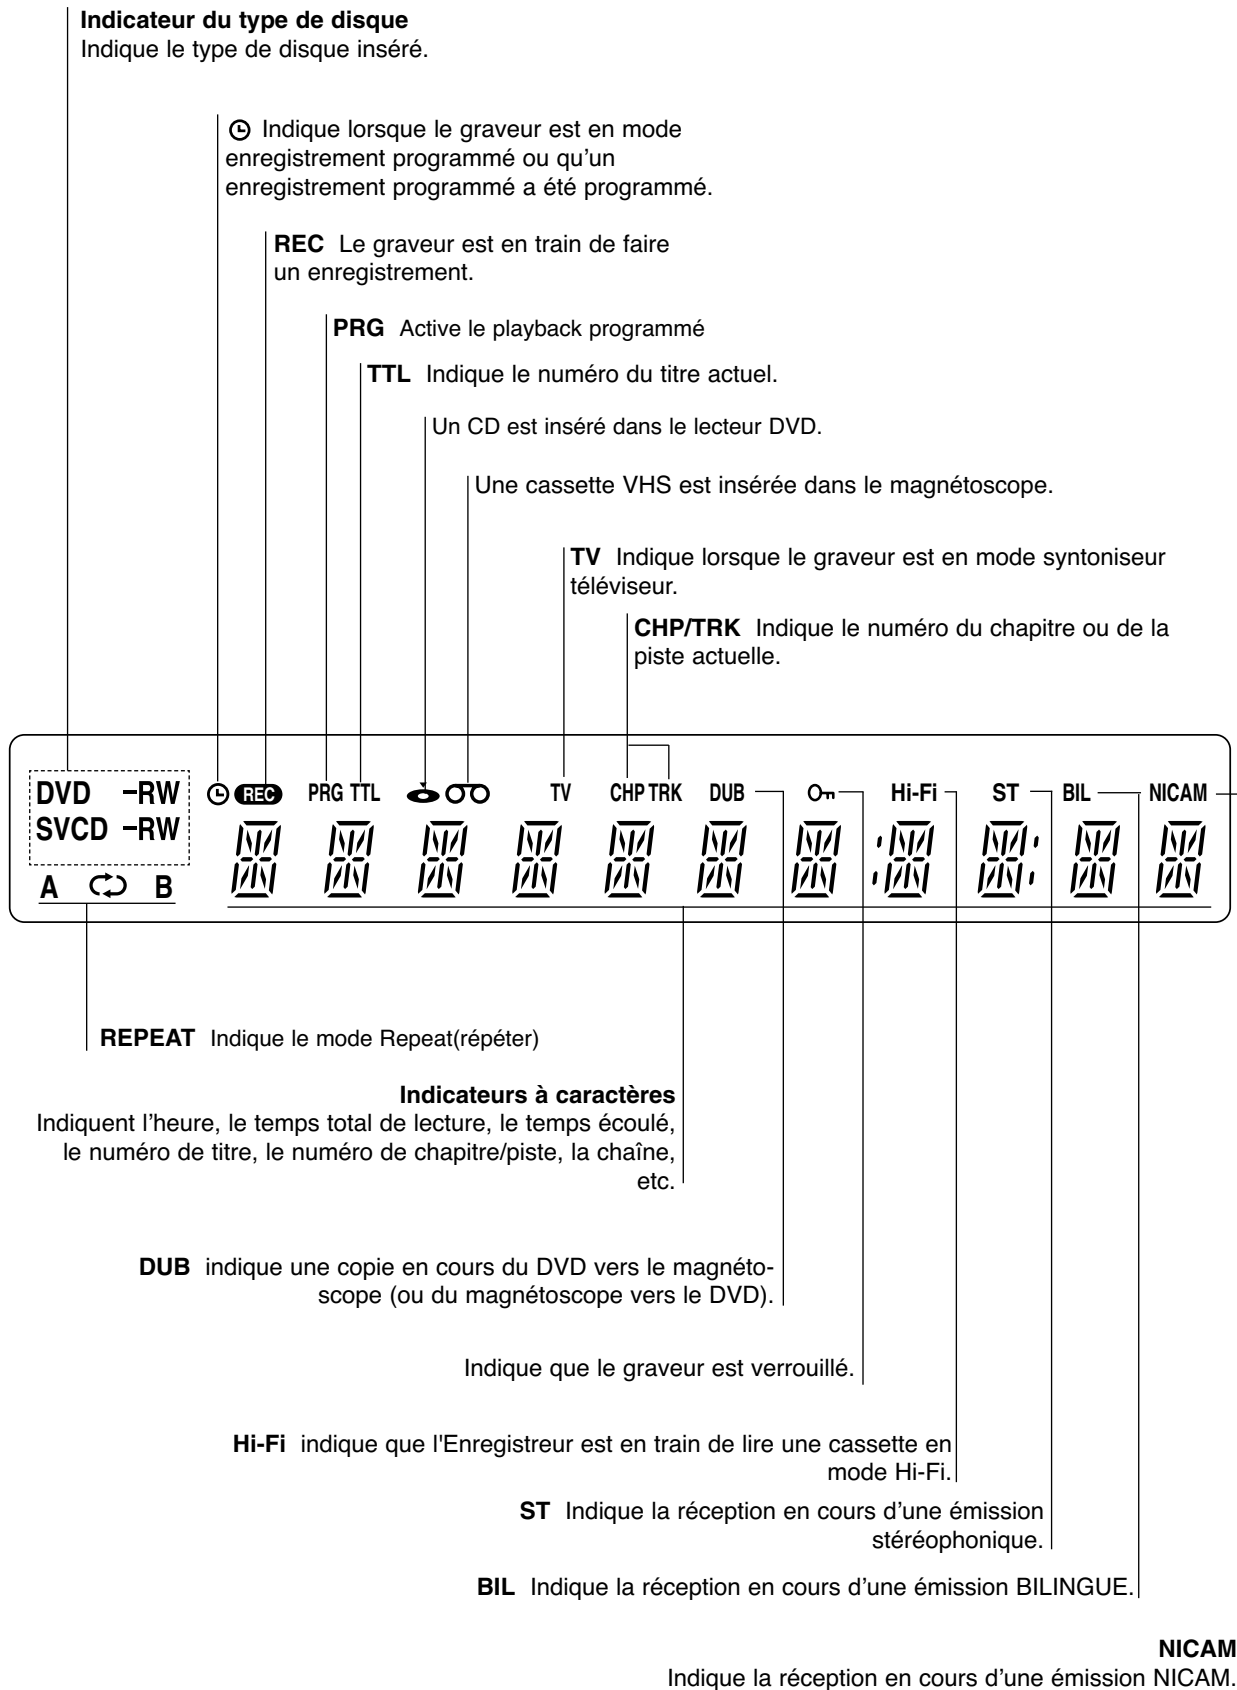 Indicateur du type de disque
Indique le type de disque inséré.
Indique lorsque le graveur est en mode
enregistrement programmé ou qu’un
enregistrement programmé a été programmé.
REC Le graveur est en train de faire
un enregistrement.
PRG Active le playback programmé
TTL Indique le numéro du titre actuel.
Un CD est inséré dans le lecteur DVD.
Une cassette VHS est insérée dans le magnétoscope.
TV Indique lorsque le graveur est en mode syntoniseur
téléviseur.
CHP/TRK Indique le numéro du chapitre ou de la
piste actuelle.
DVD -RW REC PRG TTL TV CHP TRK DUB Hi-Fi ST BIL NICAM
SVCD -RW
A B
REPEAT Indique le mode Repeat(répéter)
Indicateurs à caractères
Indiquent l’heure, le temps total de lecture, le temps écoulé,
le numéro de titre, le numéro de chapitre/piste, la chaîne,
etc.
DUB indique une copie en cours du DVD vers le magnéto-
scope (ou du magnétoscope vers le DVD).
Indique que le graveur est verrouillé.
Hi-Fi indique que l'Enregistreur est en train de lire une cassette en
mode Hi-Fi.
ST Indique la réception en cours d’une émission
stéréophonique.
BIL Indique la réception en cours d’une émission BILINGUE.
NICAM
Indique la réception en cours d’une émission NICAM.